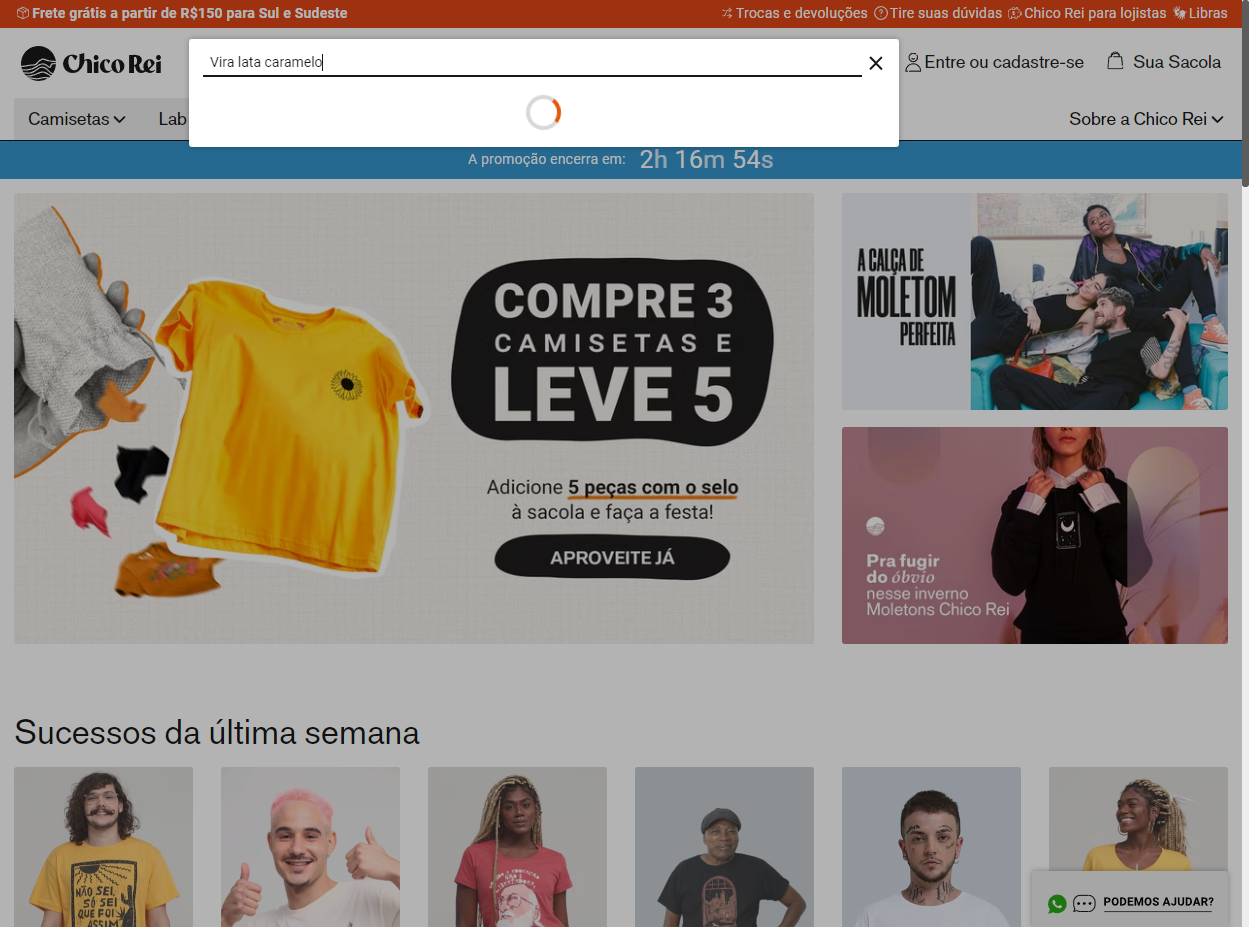 Frete grátis a partir de R$150 para Sul e Sudeste
Trocas e devoluções
Tire suas dúvidas
Chico Rei para lojistas
Libras
Chico Rei
Vira lata caramelo
Entre ou cadastre-se
Sua Sacola
Camisetas
Lab
Sobre a Chico Rei
A promoção encerra em: 2h 16m 54s
COMPRE 3
CAMISETAS E
LEVE 5
Adicione 5 peças com o selo
à sacola e faça a festa!
APROVEITE JÁ
A CALÇA DE
MOLETOM
PERFEITA
Pra fugir
do óbvio
nesse inverno
Moletons Chico Rei
Sucessos da última semana
NÃO SEI,
SÓ SEI
QUE FOI
ASSIM
PODEMOS AJUDAR?